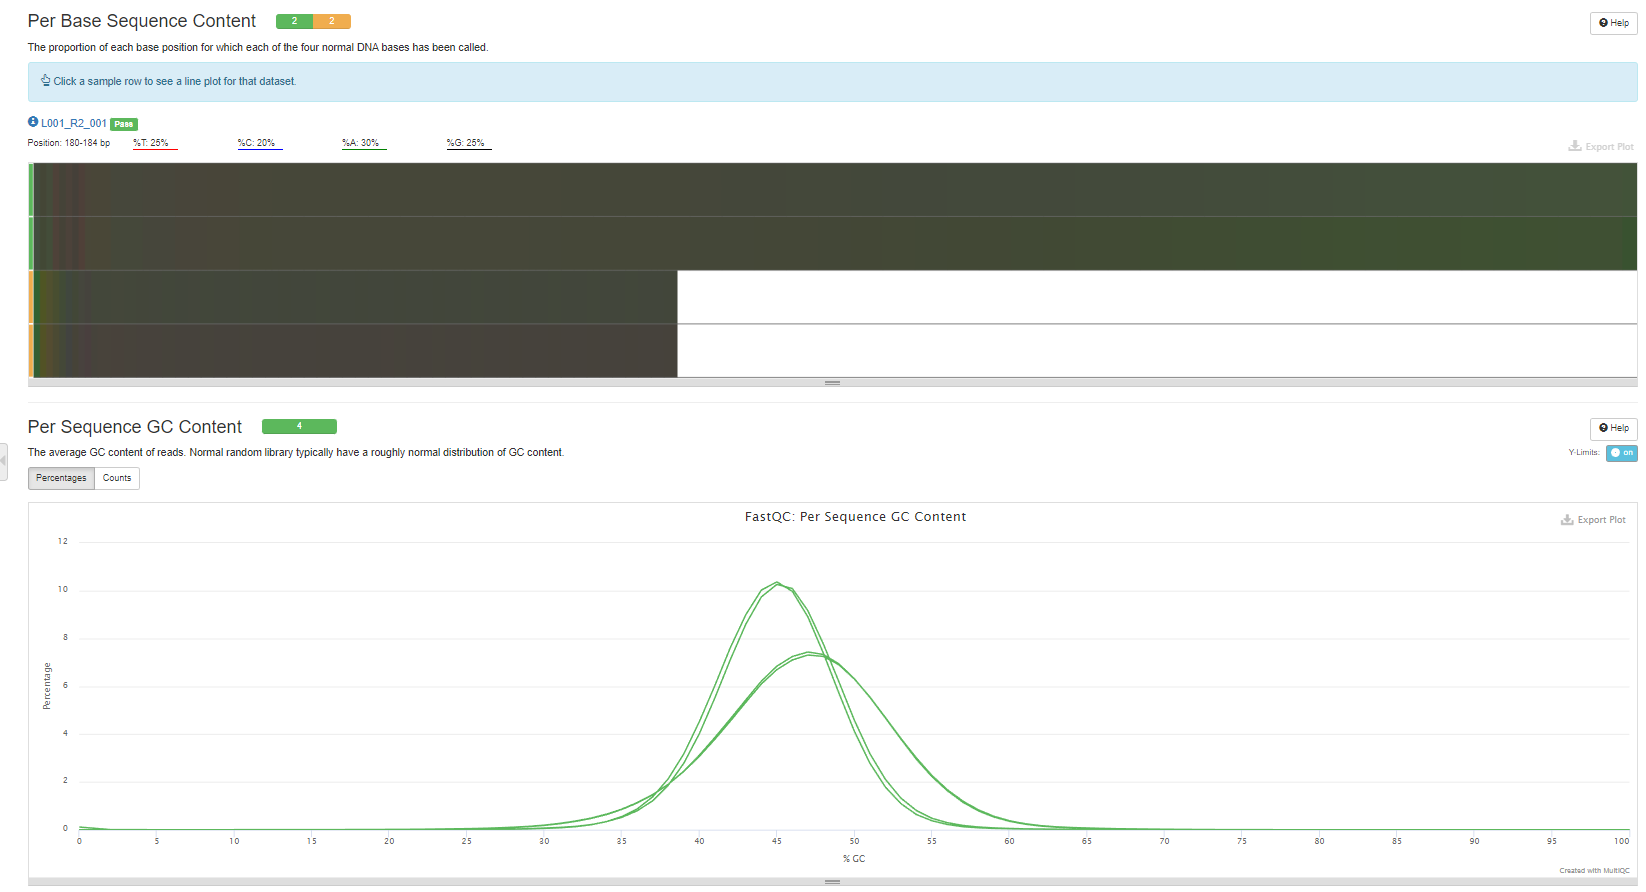 Per Base Sequence Content 2 2 Help
The proportion of each base position for which each of the four normal DNA bases has been called.
Click a sample row to see a line plot for that dataset.
L001_R2_001 Pass
Position: 180-184 bp %T: 25% %C: 20% %A: 30% %G: 25% Export Plot
Per Sequence GC Content 4 Help
The average GC content of reads. Normal random library typically have a roughly normal distribution of GC content. Y-Limits: on
Percentages Counts
FastQC: Per Sequence GC Content
Export Plot
12
10
8
6
4
2
0
Percentage
0 5 10 15 20 25 30 35 40 45 50 55 60 65 70 75 80 85 90 95 100
% GC
Created with MultiQC